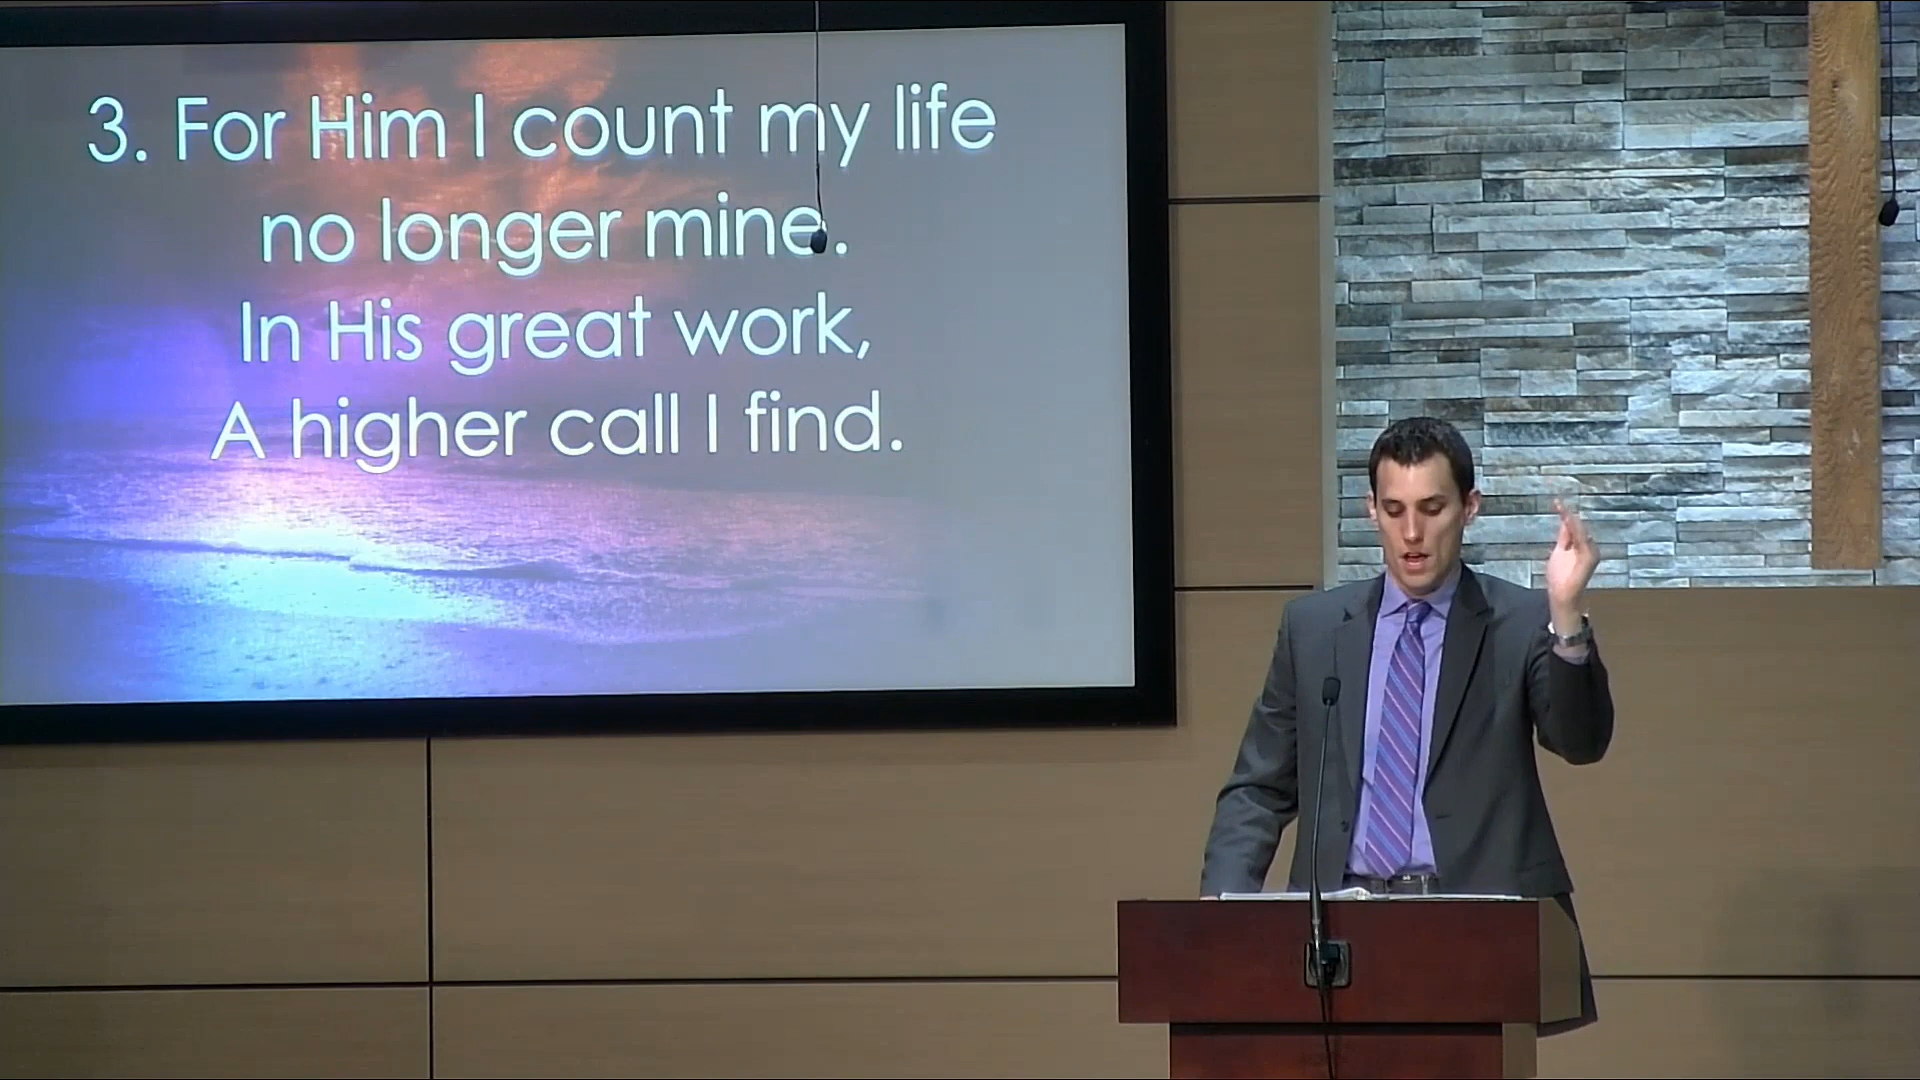 3. For Him I count my life
no longer mine.
In His great work,
A higher call I find.